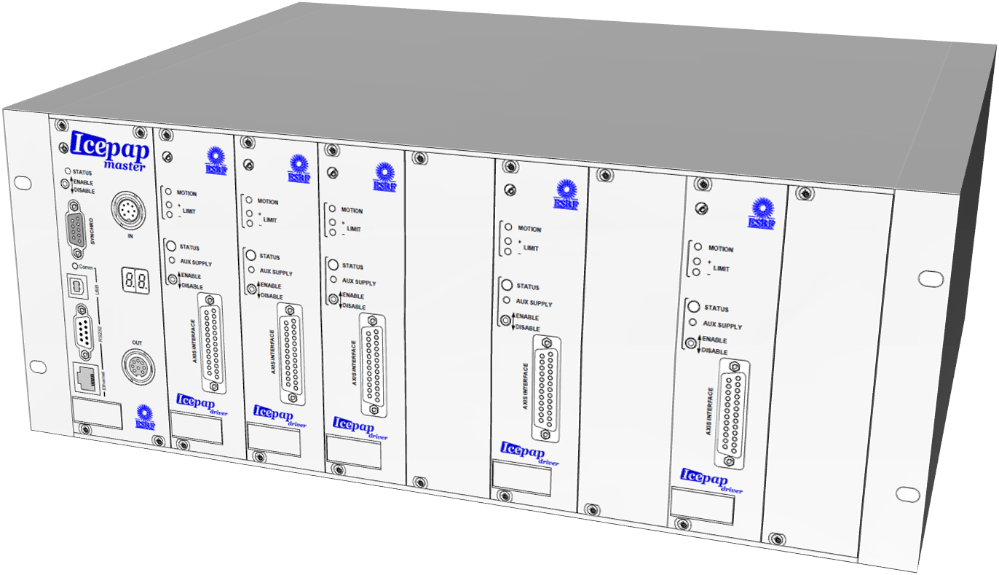 Icepap
master
STATUS
ENABLE
DISABLE
SYNCHRO
IN
Comm
USB
8.8.
RS232
OUT
Ethernet
ESRF
ESRF
MOTION
+
LIMIT
-
STATUS
AUX SUPPLY
ENABLE
DISABLE
AXIS INTERFACE
Icepap
driver
ESRF
MOTION
+
LIMIT
-
STATUS
AUX SUPPLY
ENABLE
DISABLE
AXIS INTERFACE
Icepap
driver
ESRF
MOTION
+
LIMIT
-
STATUS
AUX SUPPLY
ENABLE
DISABLE
AXIS INTERFACE
Icepap
driver
ESRF
MOTION
+
LIMIT
-
STATUS
AUX SUPPLY
ENABLE
DISABLE
AXIS INTERFACE
Icepap
driver
ESRF
MOTION
+
LIMIT
-
STATUS
AUX SUPPLY
ENABLE
DISABLE
AXIS INTERFACE
Icepap
driver